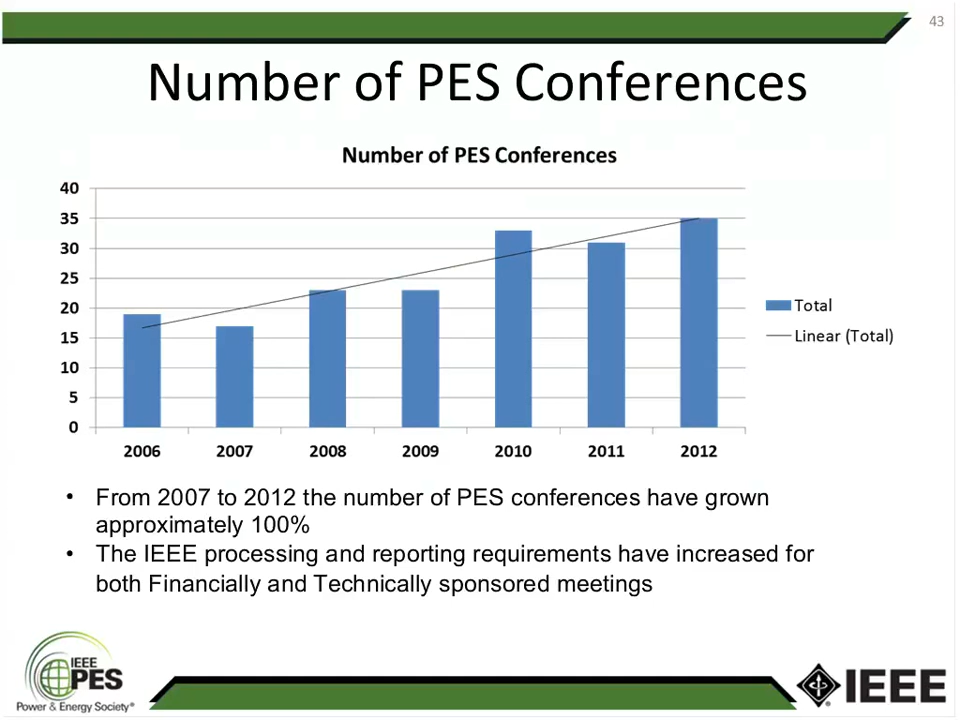 43
Number of PES Conferences
Number of PES Conferences
40
35
30
25
20
15
10
5
0
2006 2007 2008 2009 2010 2011 2012
Total
Linear (Total)
• From 2007 to 2012 the number of PES conferences have grown
approximately 100%
• The IEEE processing and reporting requirements have increased for
both Financially and Technically sponsored meetings
IEEE
PES
Power & Energy Society®
IEEE